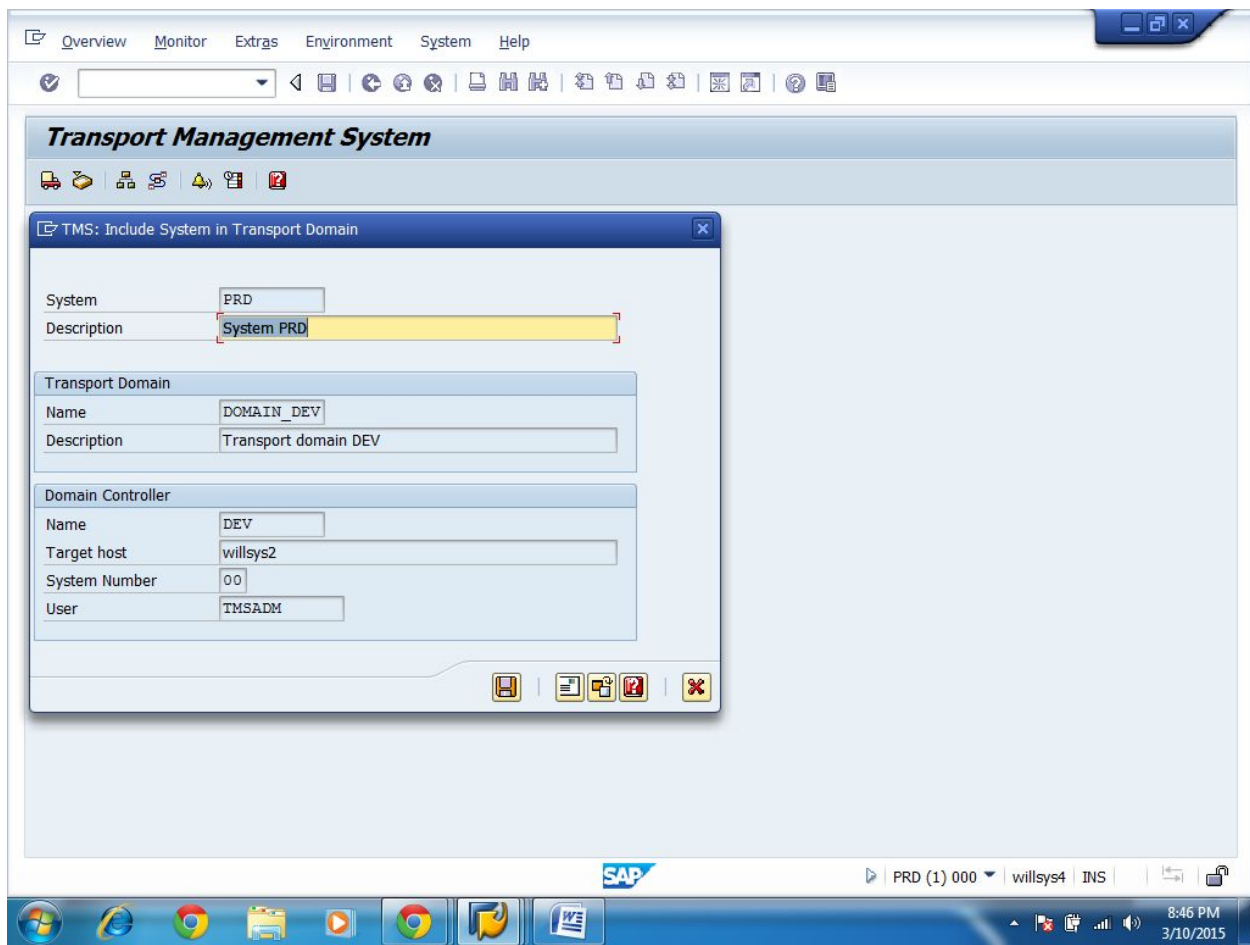 Overview Monitor Extras Environment System Help
Transport Management System
TMS: Include System in Transport Domain
System PRD
Description System PRD
Transport Domain
Name DOMAIN_DEV
Description Transport domain DEV
Domain Controller
Name DEV
Target host willsys2
System Number 00
User TMSADM
SAP PRD (1) 000 willsys4 INS
8:46 PM
3/10/2015